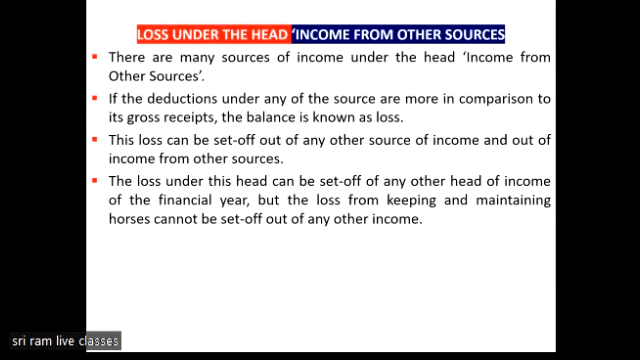 LOSS UNDER THE HEAD 'INCOME FROM OTHER SOURCES
There are many sources of income under the head 'Income from
Other Sources'.
If the deductions under any of the source are more in comparison to
its gross receipts, the balance is known as loss.
This loss can be set-off out of any other source of income and out of
income from other sources.
The loss under this head can be set-off of any other head of income
of the financial year, but the loss from keeping and maintaining
horses cannot be set-off out of any other income.
sri ram live classes